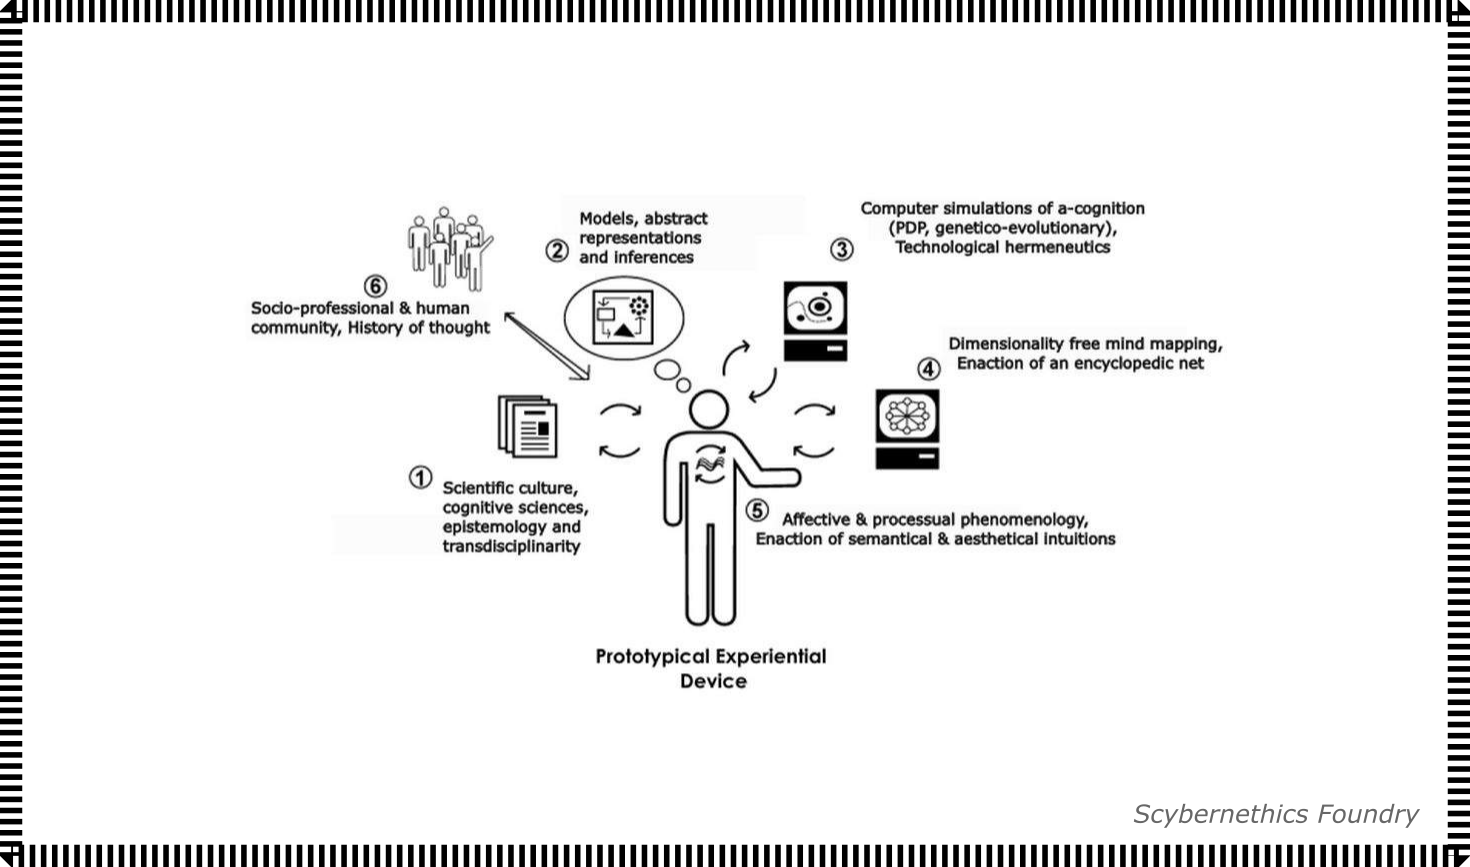 6
Socio-professional & human
community, History of thought
2
Models, abstract
representations
and inferences
3
Computer simulations of a-cognition
(PDP, genetico-evolutionary),
Technological hermeneutics
4
Dimensionality free mind mapping,
Enaction of an encyclopedic net
1
Scientific culture,
cognitive sciences,
epistemology and
transdisciplinarity
5
Affective & processual phenomenology,
Enaction of semantical & aesthetical intuitions
Prototypical Experiential
Device
Scybernethics Foundry